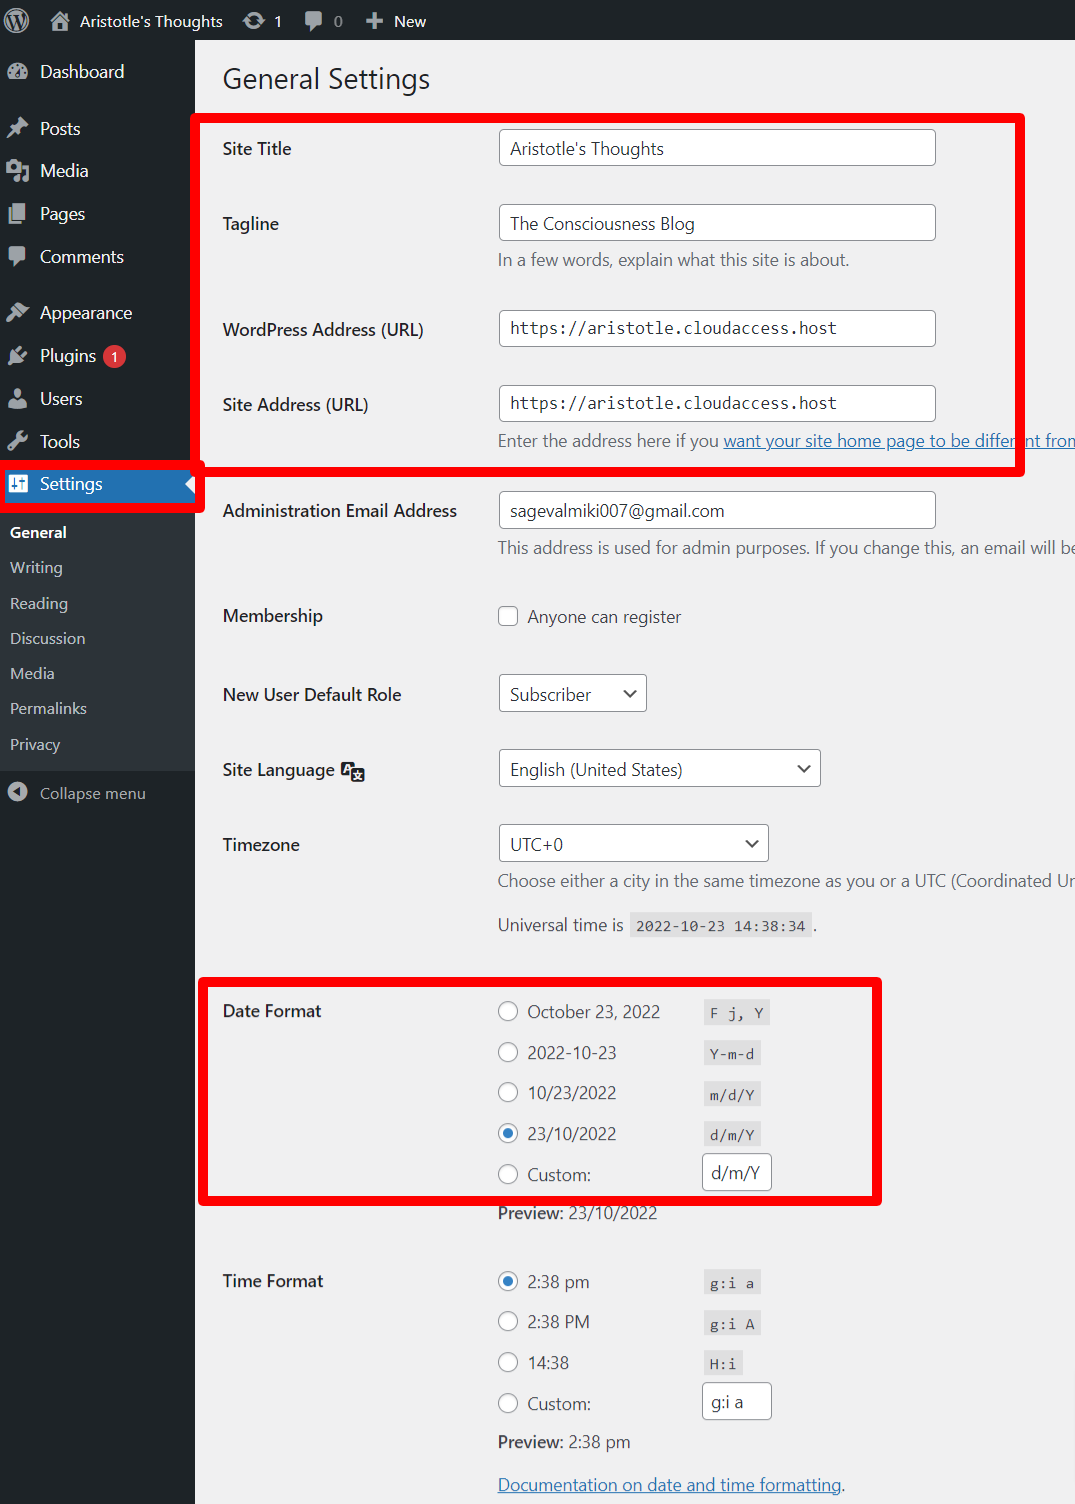 Aristotle's Thoughts 1 0 New
Dashboard
Posts
Media
Pages
Comments
Appearance
Plugins 1
Users
Tools
Settings
General
Writing
Reading
Discussion
Media
Permalinks
Privacy
Collapse menu
General Settings
Site Title Aristotle's Thoughts
Tagline The Consciousness Blog
In a few words, explain what this site is about.
WordPress Address (URL) https://aristotle.cloudaccess.host
Site Address (URL) https://aristotle.cloudaccess.host
Enter the address here if you want your site home page to be different from
Administration Email Address sagevalmiki007@gmail.com
This address is used for admin purposes. If you change this, an email will be
Membership Anyone can register
New User Default Role Subscriber
Site Language English (United States)
Timezone UTC+0
Choose either a city in the same timezone as you or a UTC (Coordinated Un
Universal time is 2022-10-23 14:38:34 .
Date Format October 23, 2022 F j, Y
2022-10-23 Y-m-d
10/23/2022 m/d/Y
23/10/2022 d/m/Y
Custom: d/m/Y
Preview: 23/10/2022
Time Format 2:38 pm g:i a
2:38 PM g:i A
14:38 H:i
Custom: g:i a
Preview: 2:38 pm
Documentation on date and time formatting.